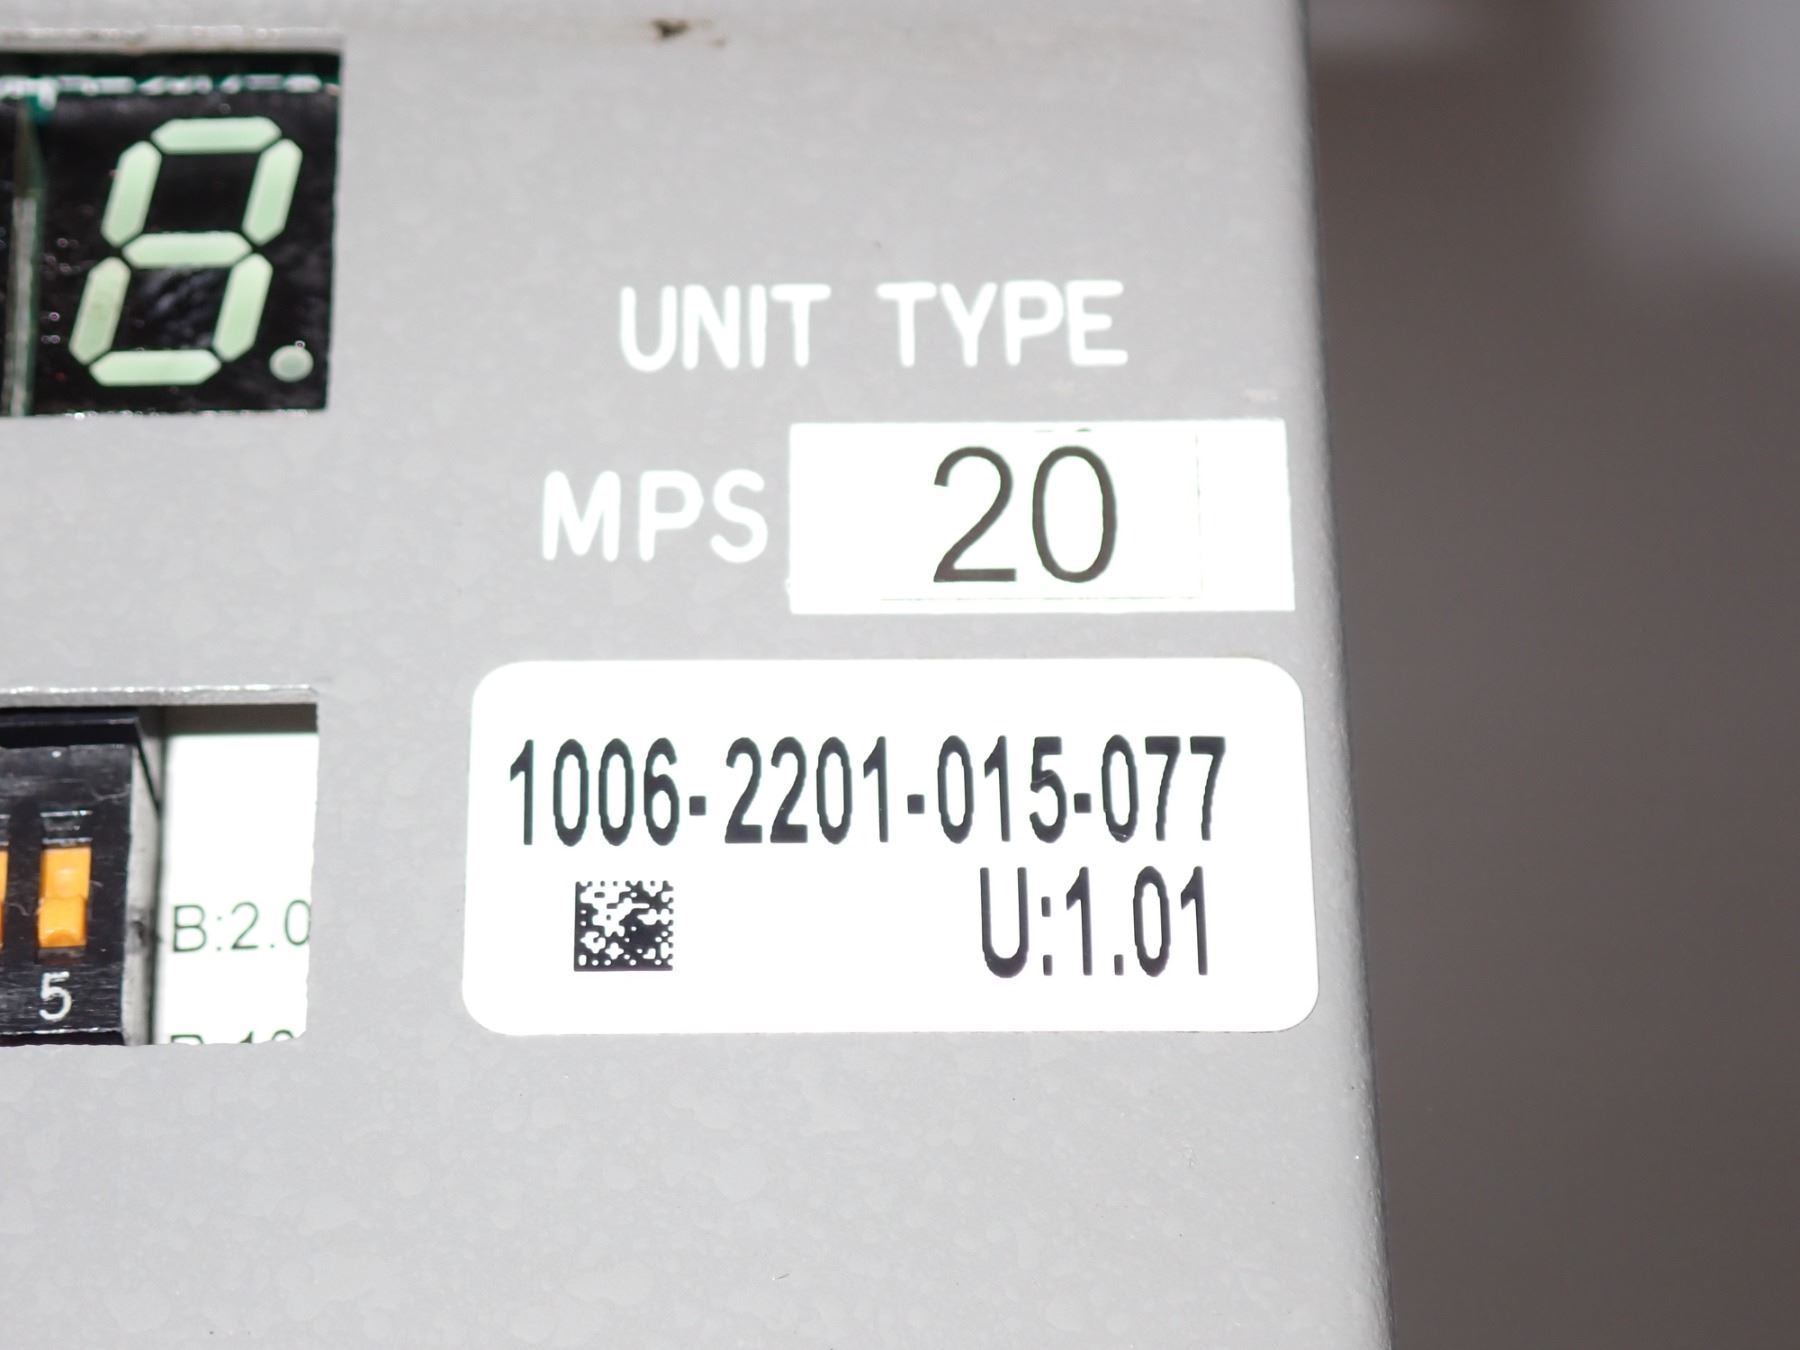 UNIT TYPE
MPS 20
1006-2201-015-077
U:1.01
B:2.0
5